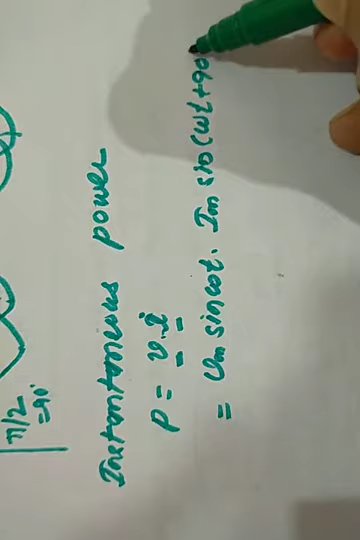 π/2
=90°
Instantaneous power
P = v.i
= Vm sinωt. Im sin(ωt+90